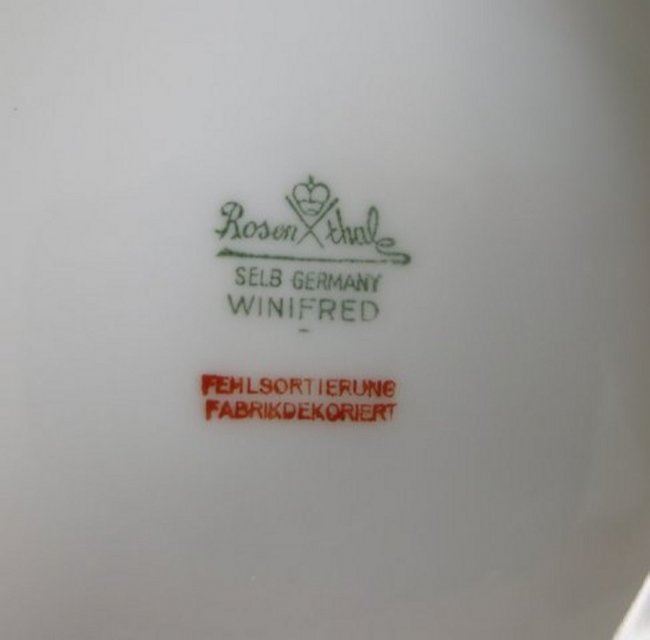 Rosenthal
SELB GERMANY
WINIFRED
FEHLSORTIERUNG
FABRIKDEKORIERT